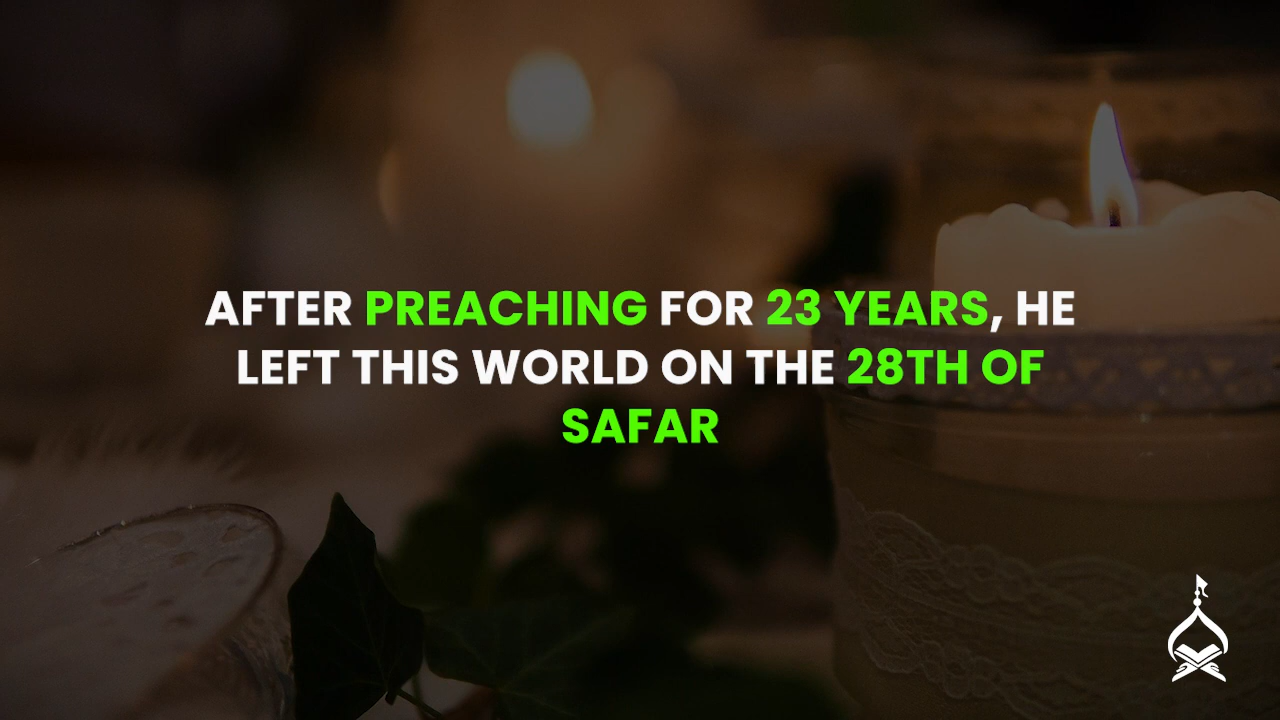 AFTER PREACHING FOR 23 YEARS, HE
LEFT THIS WORLD ON THE 28TH OF
SAFAR